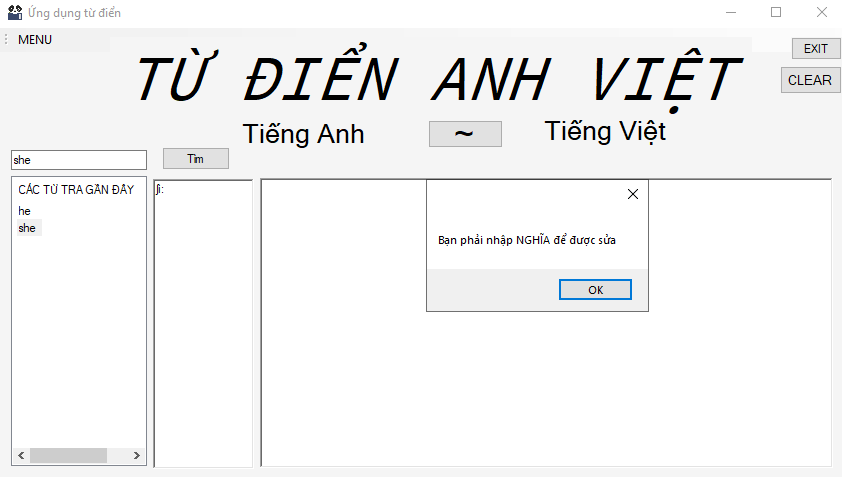 Ứng dụng từ điển
MENU
EXIT
TỪ ĐIỂN ANH VIỆT
CLEAR
Tiếng Anh
~
Tiếng Việt
she
Tìm
CÁC TỪ TRA GẦN ĐÂY
he
she
ʃi:
Bạn phải nhập NGHĨA để được sửa
OK